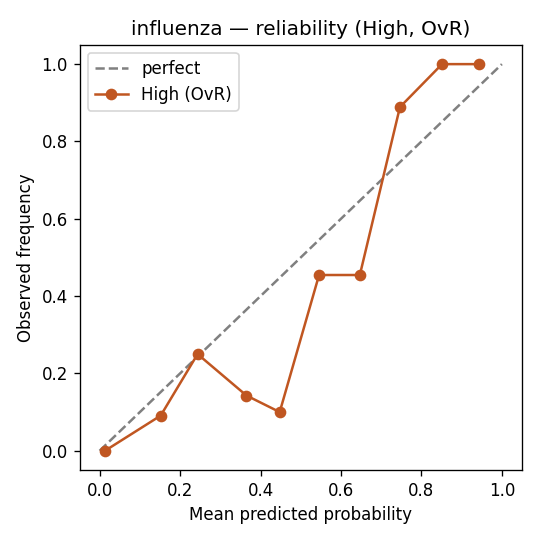 influenza — reliability (High, OvR)
perfect
High (OvR)
Observed frequency
1.0
0.8
0.6
0.4
0.2
0.0
0.0 0.2 0.4 0.6 0.8 1.0
Mean predicted probability